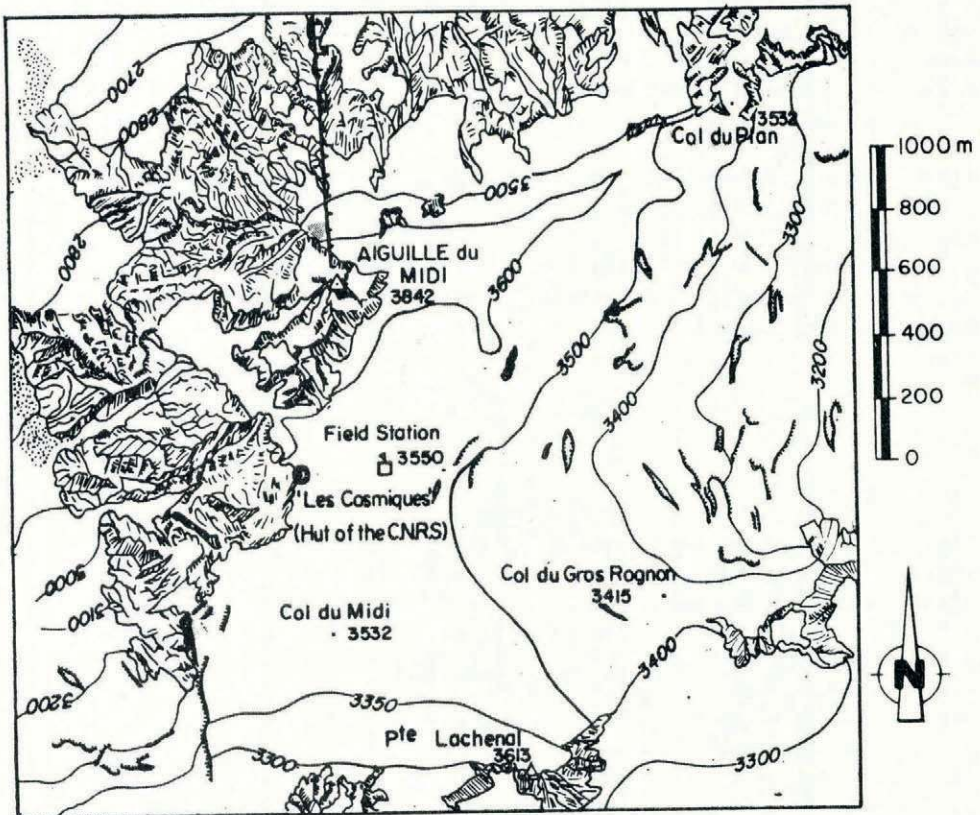 2700
2800
2800
3500
Col du Plan
3532
3300
AIGUILLE du
MIDI
3842
3600
3500
3400
3200
Field Station
3550
'Les Cosmiques'
(Hut of the CNRS)
3000
3100
3200
Col du Midi
3532
Col du Gros Rognon
3415
3400
3350
3300
Pte Lachenal
3613
3300
1000 m
800
600
400
200
0
N